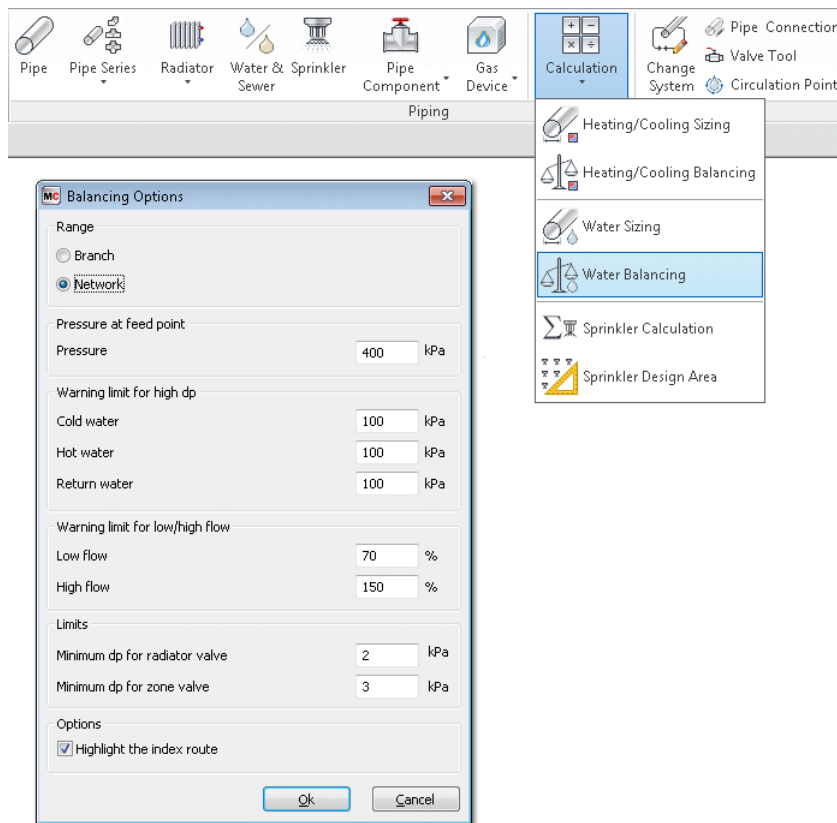 Pipe
Pipe Series
Radiator
Water & Sewer
Sprinkler
Pipe Component
Gas Device
Calculation
Change System
Pipe Connection
Valve Tool
Circulation Point
Piping
Heating/Cooling Sizing
Heating/Cooling Balancing
Water Sizing
Water Balancing
Sprinkler Calculation
Sprinkler Design Area
MC Balancing Options
Range
Branch
Network
Pressure at feed point
Pressure 400 kPa
Warning limit for high dp
Cold water 100 kPa
Hot water 100 kPa
Return water 100 kPa
Warning limit for low/high flow
Low flow 70 %
High flow 150 %
Limits
Minimum dp for radiator valve 2 kPa
Minimum dp for zone valve 3 kPa
Options
Highlight the index route
Ok Cancel